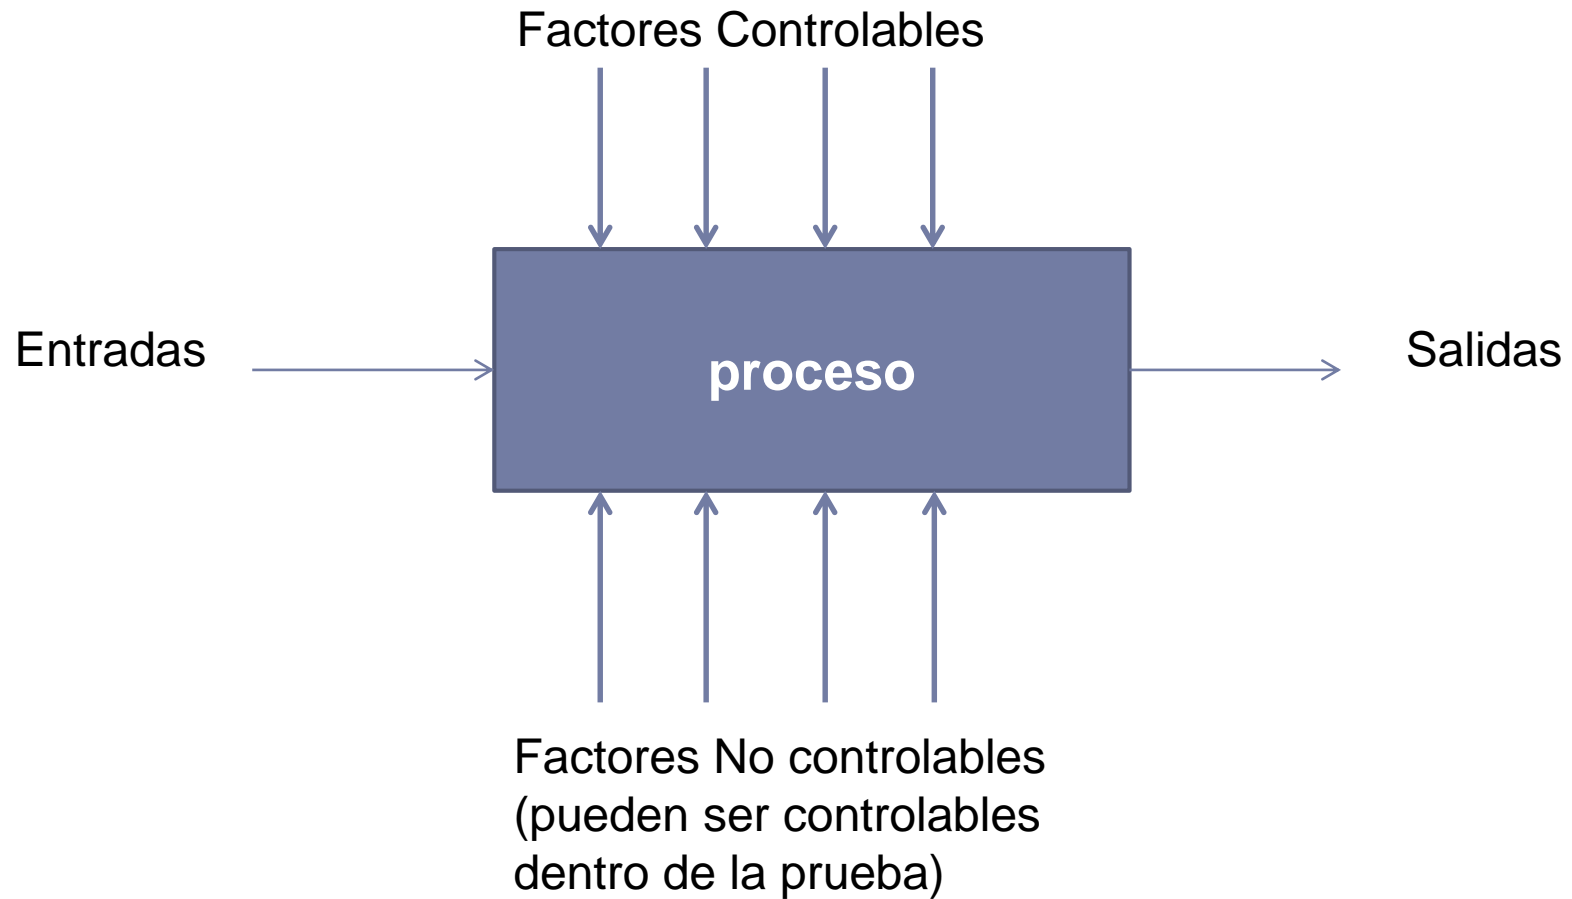 Factores Controlables
Entradas
proceso
Salidas
Factores No controlables
(pueden ser controlables
dentro de la prueba)